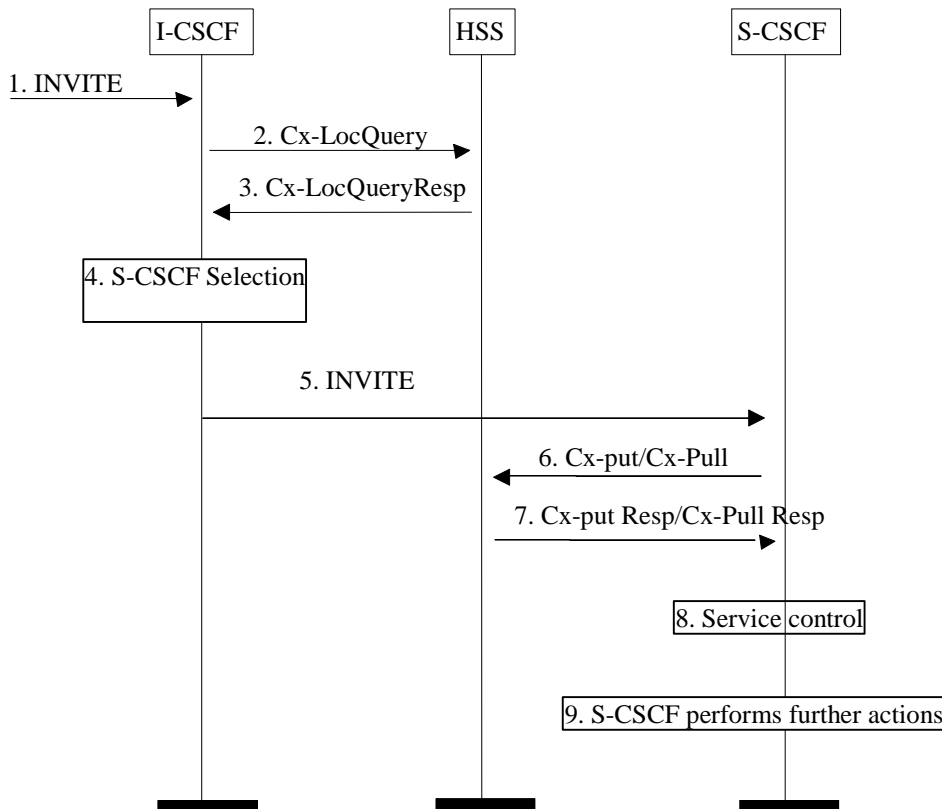 I-CSCF
HSS
S-CSCF
1. INVITE
2. Cx-LocQuery
3. Cx-LocQueryResp
4. S-CSCF Selection
5. INVITE
6. Cx-put/Cx-Pull
7. Cx-put Resp/Cx-Pull Resp
8. Service control
9. S-CSCF performs further actions